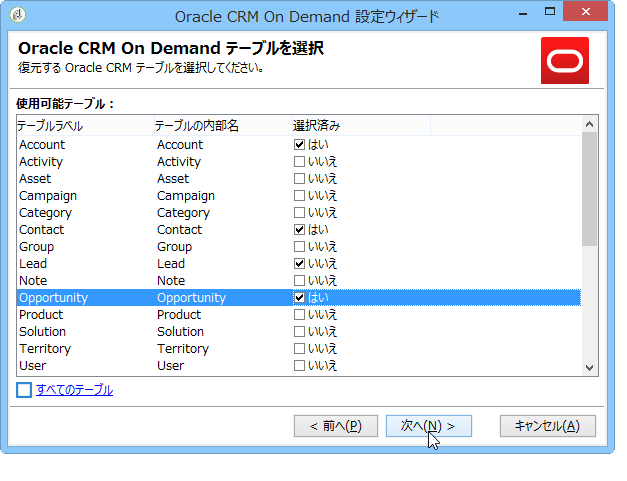 Oracle CRM On Demand 設定ウィザード
Oracle CRM On Demand テーブルを選択
復元する Oracle CRM テーブルを選択してください。
使用可能テーブル：
テーブルラベル テーブルの内部名 選択済み
Account Account はい
Activity Activity いいえ
Asset Asset いいえ
Campaign Campaign いいえ
Category Category いいえ
Contact Contact はい
Group Group いいえ
Lead Lead いいえ
Note Note いいえ
Opportunity Opportunity はい
Product Product いいえ
Solution Solution いいえ
Territory Territory いいえ
User User いいえ
すべてのテーブル
< 前へ(P) 次へ(N) > キャンセル(A)